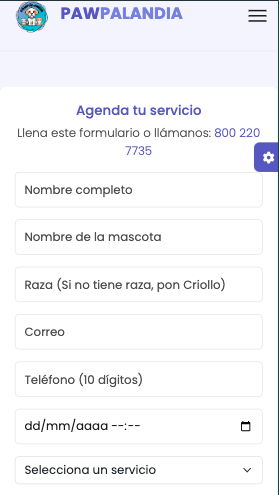 PAWPALANDIA
Agenda tu servicio
Llena este formulario o llámanos: 800 220
7735
Nombre completo
Nombre de la mascota
Raza (Si no tiene raza, pon Criollo)
Correo
Teléfono (10 dígitos)
dd/mm/aaaa --:--
Selecciona un servicio